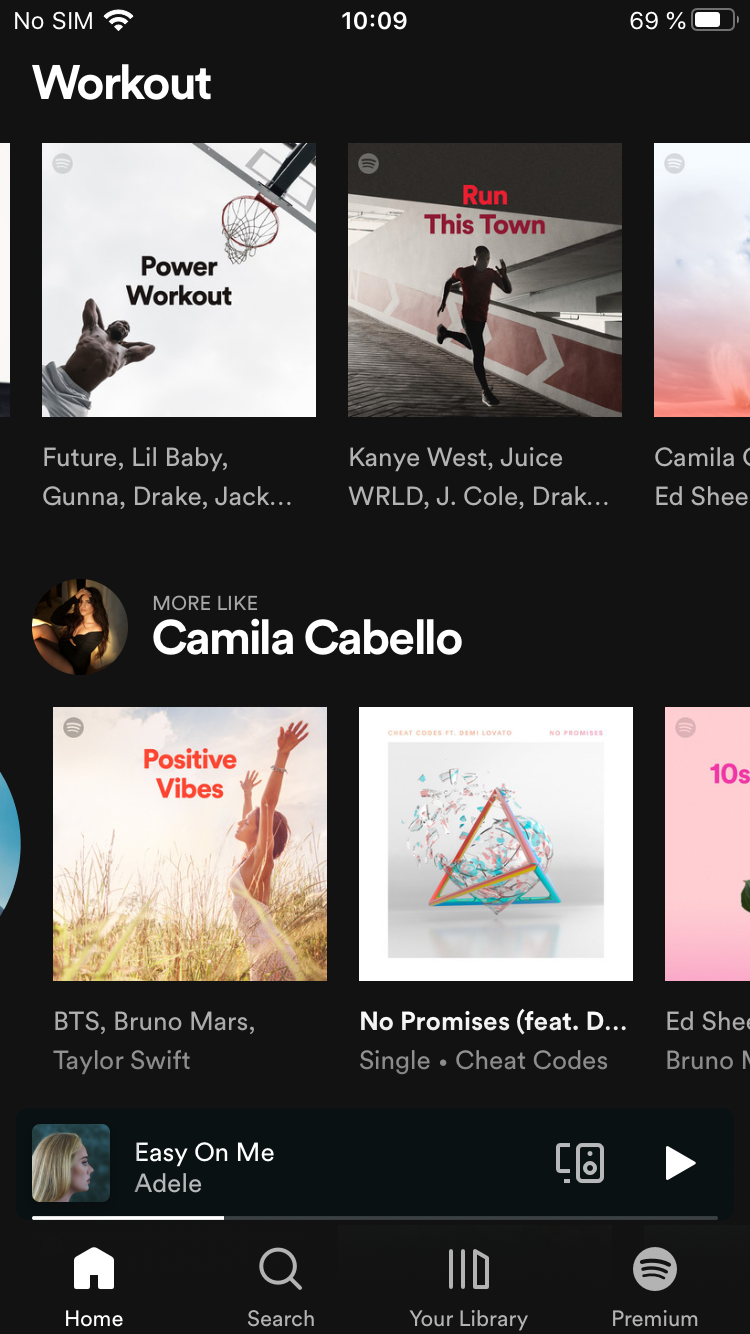 No SIM 10:09 69 %
Workout
Power
Workout
Run
This Town
Future, Lil Baby,
Gunna, Drake, Jack...
Kanye West, Juice
WRLD, J. Cole, Drak...
Camila
Ed Shee
MORE LIKE
Camila Cabello
Positive
Vibes
CHEAT CODES FT. DEMI LOVATO NO PROMISES
10s
BTS, Bruno Mars,
Taylor Swift
No Promises (feat. D...
Single • Cheat Codes
Ed Shee
Bruno
Easy On Me
Adele
Home
Search
Your Library
Premium